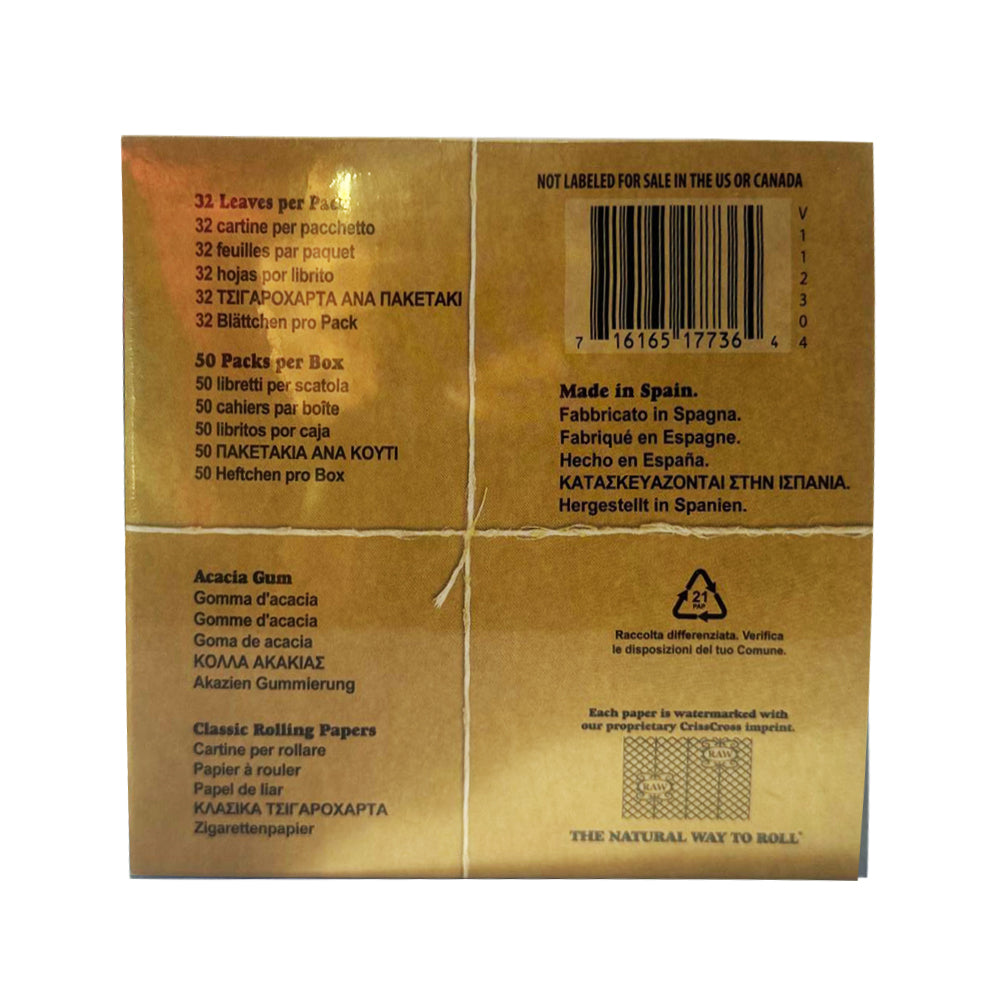 32 Leaves per Pack
32 cartine per pacchetto
32 feuilles par paquet
32 hojas por librito
32 ΤΣΙΓΑΡΟΧΑΡΤΑ ΑΝΑ ΠΑΚΕΤΑΚΙ
32 Blättchen pro Pack
50 Packs per Box
50 libretti per scatola
50 cahiers par boîte
50 libritos por caja
50 ΠΑΚΕΤΑΚΙΑ ΑΝΑ ΚΟΥΤΙ
50 Heftchen pro Box
Acacia Gum
Gomma d'acacia
Gomme d'acacia
Goma de acacia
ΚΟΛΛΑ ΑΚΑΚΙΑΣ
Akazien Gummierung
Classic Rolling Papers
Cartine per rollare
Papier à rouler
Papel de liar
ΚΛΑΣΙΚΑ ΤΣΙΓΑΡΟΧΑΡΤΑ
Zigarettenpapier
NOT LABELED FOR SALE IN THE US OR CANADA
V112304
7 16165 17736 4
Made in Spain.
Fabbricato in Spagna.
Fabriqué en Espagne.
Hecho en España.
ΚΑΤΑΣΚΕΥΑΖΟΝΤΑΙ ΣΤΗΝ ΙΣΠΑΝΙΑ.
Hergestellt in Spanien.
21
PAP
Raccolta differenziata. Verifica
le disposizioni del tuo Comune.
Each paper is watermarked with
our proprietary CrissCross imprint.
RAW
RAW
THE NATURAL WAY TO ROLL®